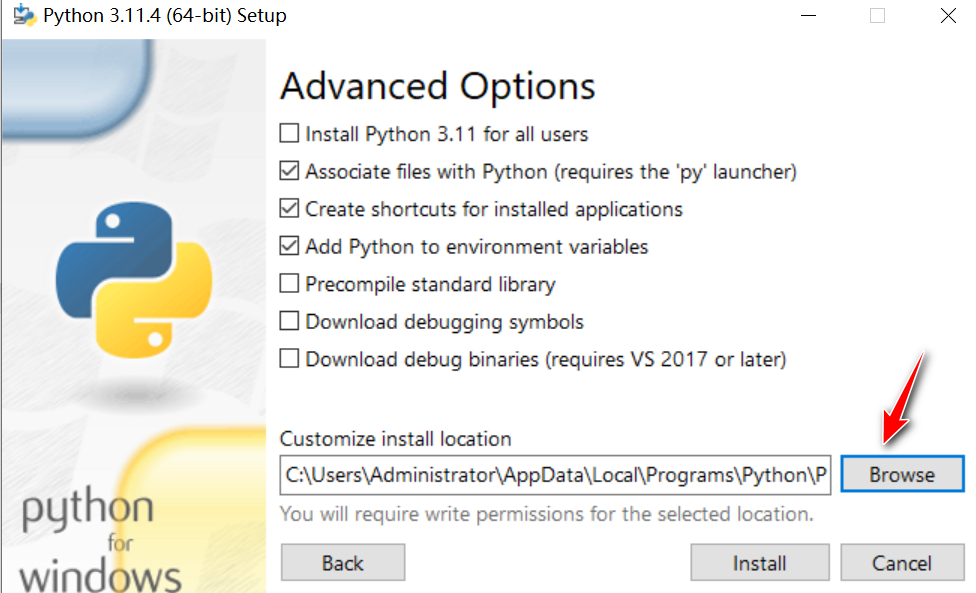 Python 3.11.4 (64-bit) Setup
Advanced Options
Install Python 3.11 for all users
Associate files with Python (requires the 'py' launcher)
Create shortcuts for installed applications
Add Python to environment variables
Precompile standard library
Download debugging symbols
Download debug binaries (requires VS 2017 or later)
Customize install location
C:\Users\Administrator\AppData\Local\Programs\Python\P
Browse
You will require write permissions for the selected location.
python
for
windows
Back
Install
Cancel